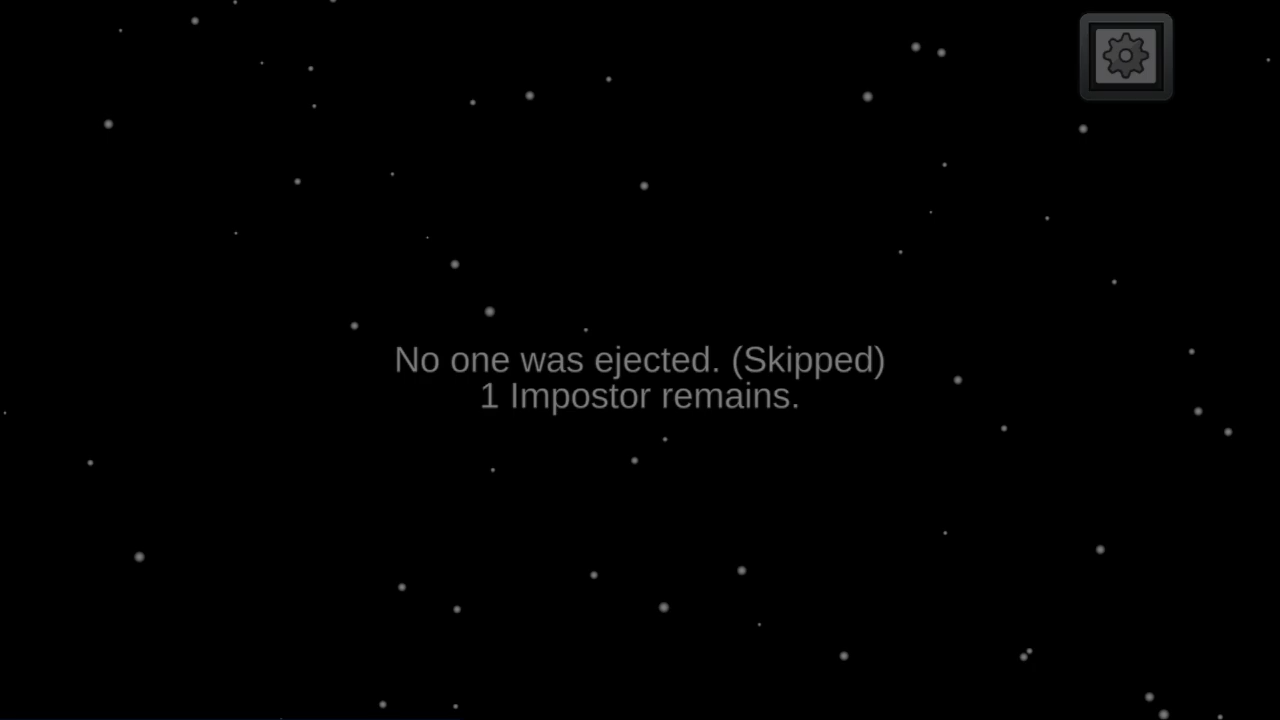 No one was ejected. (Skipped)
1 Impostor remains.